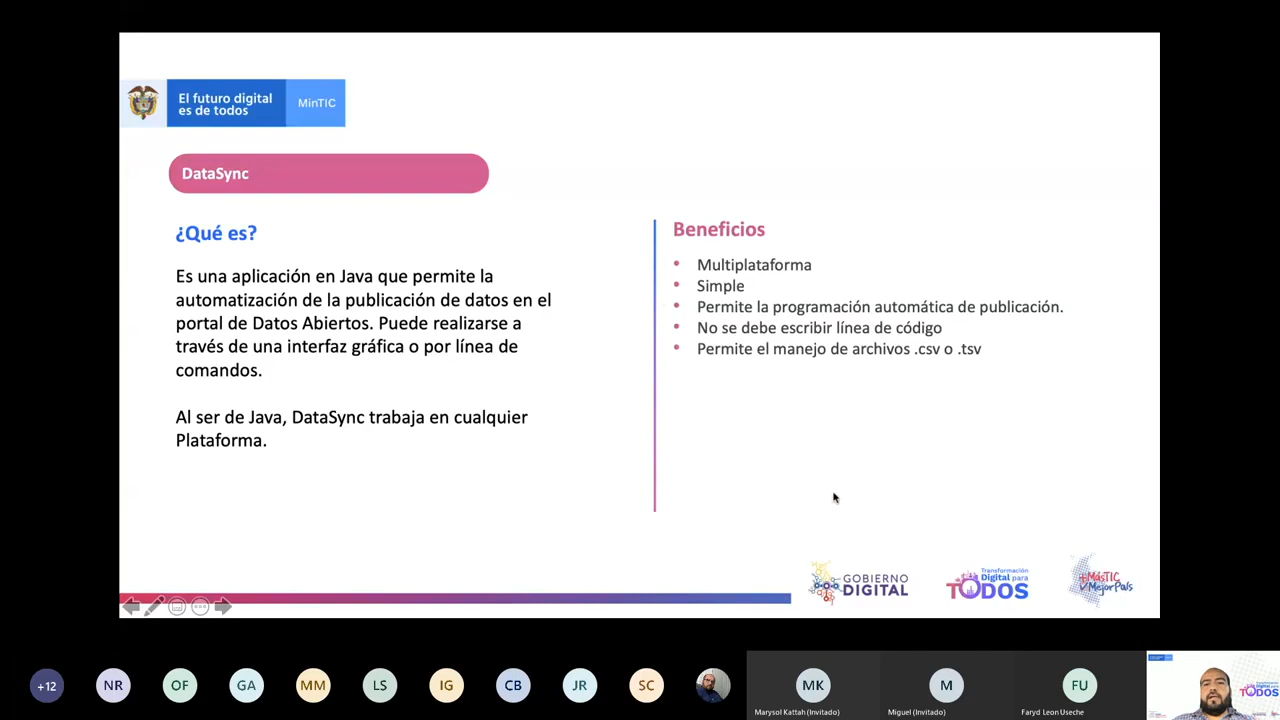 El futuro digital
es de todos
MinTIC
DataSync
¿Qué es?
Es una aplicación en Java que permite la
automatización de la publicación de datos en el
portal de Datos Abiertos. Puede realizarse a
través de una interfaz gráfica o por línea de
comandos.
Al ser de Java, DataSync trabaja en cualquier
Plataforma.
Beneficios
• Multiplataforma
• Simple
• Permite la programación automática de publicación.
• No se debe escribir línea de código
• Permite el manejo de archivos .csv o .tsv
GOBIERNO
DIGITAL
Transformación
Digital para
TODOS
+MásTIC
MejorPaís
+12
NR
OF
GA
MM
LS
IG
CB
JR
SC
MK
M
FU
Marysol Kattah (Invitado)
Miguel (Invitado)
Faryd Leon Useche
TODOS